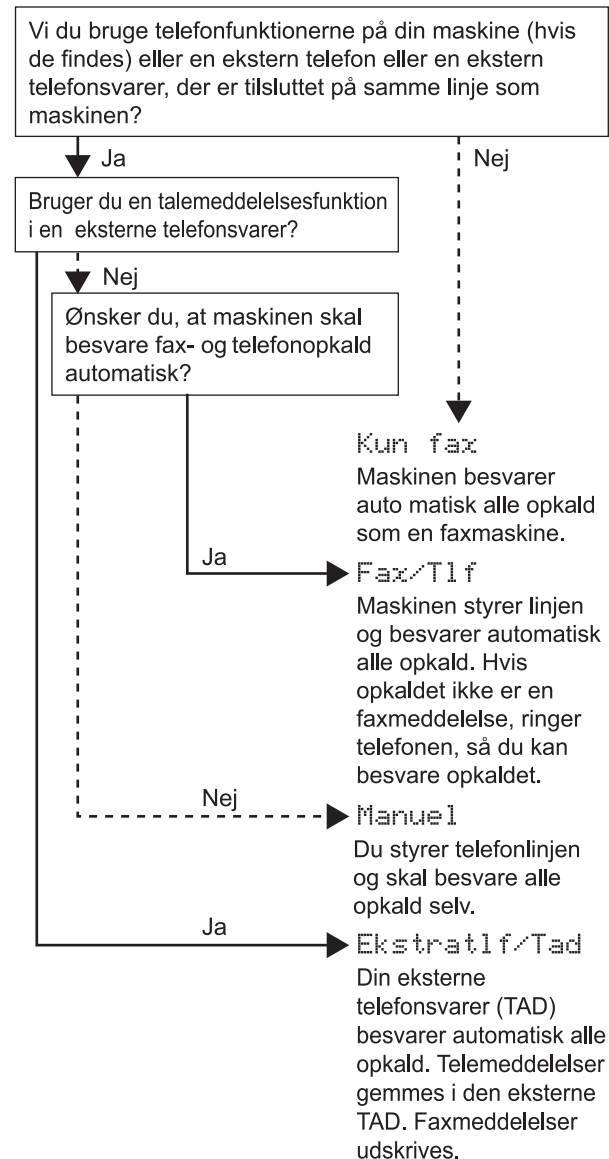 Vi du bruge telefonfunktionerne på din maskine (hvis
de findes) eller en ekstern telefon eller en ekstern
telefonsvarer, der er tilsluttet på samme linje som
maskinen?
Ja
Nej
Bruger du en talemeddelelsesfunktion
i en eksterne telefonsvarer?
Nej
Ønsker du, at maskinen skal
besvare fax- og telefonopkald
automatisk?
Kun fax
Maskinen besvarer
auto matisk alle opkald
som en faxmaskine.
Ja
Fax/Tlf
Maskinen styrer linjen
og besvarer automatisk
alle opkald. Hvis
opkaldet ikke er en
faxmeddelelse, ringer
telefonen, så du kan
besvare opkaldet.
Nej
Manuel
Du styrer telefonlinjen
og skal besvare alle
opkald selv.
Ja
Ekstratlf/Tad
Din eksterne
telefonsvarer (TAD)
besvarer automatisk alle
opkald. Telemeddelelser
gemmes i den eksterne
TAD. Faxmeddelelser
udskrives.